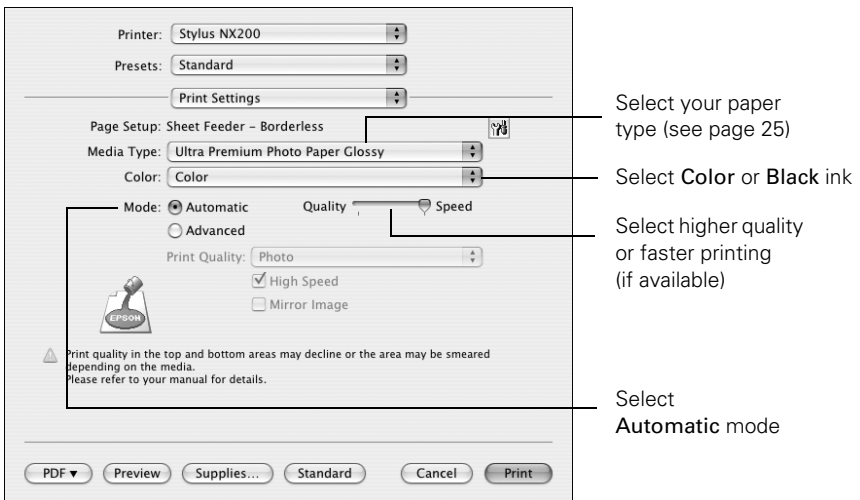 Printer: Stylus NX200
Presets: Standard
Print Settings
Page Setup: Sheet Feeder – Borderless
Media Type: Ultra Premium Photo Paper Glossy
Color: Color
Mode: Automatic Quality Speed
Advanced
Print Quality: Photo
High Speed
Mirror Image
EPSON
Print quality in the top and bottom areas may decline or the area may be smeared
depending on the media.
Please refer to your manual for details.
PDF▼ Preview Supplies... Standard Cancel Print
Select your paper
type (see page 25)
Select Color or Black ink
Select higher quality
or faster printing
(if available)
Select
Automatic mode